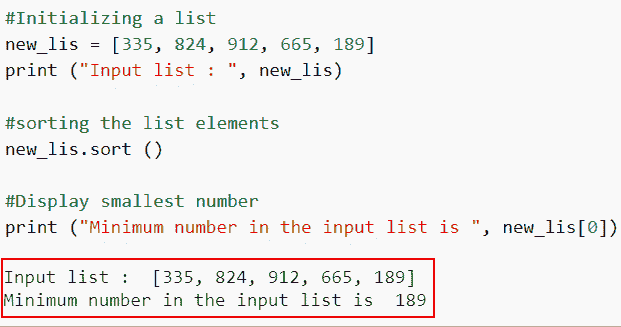 #Initializing a list
new_lis = [335, 824, 912, 665, 189]
print ("Input list : ", new_lis)
#sorting the list elements
new_lis.sort ()
#Display smallest number
print ("Minimum number in the input list is ", new_lis[0])
Input list :  [335, 824, 912, 665, 189]
Minimum number in the input list is  189